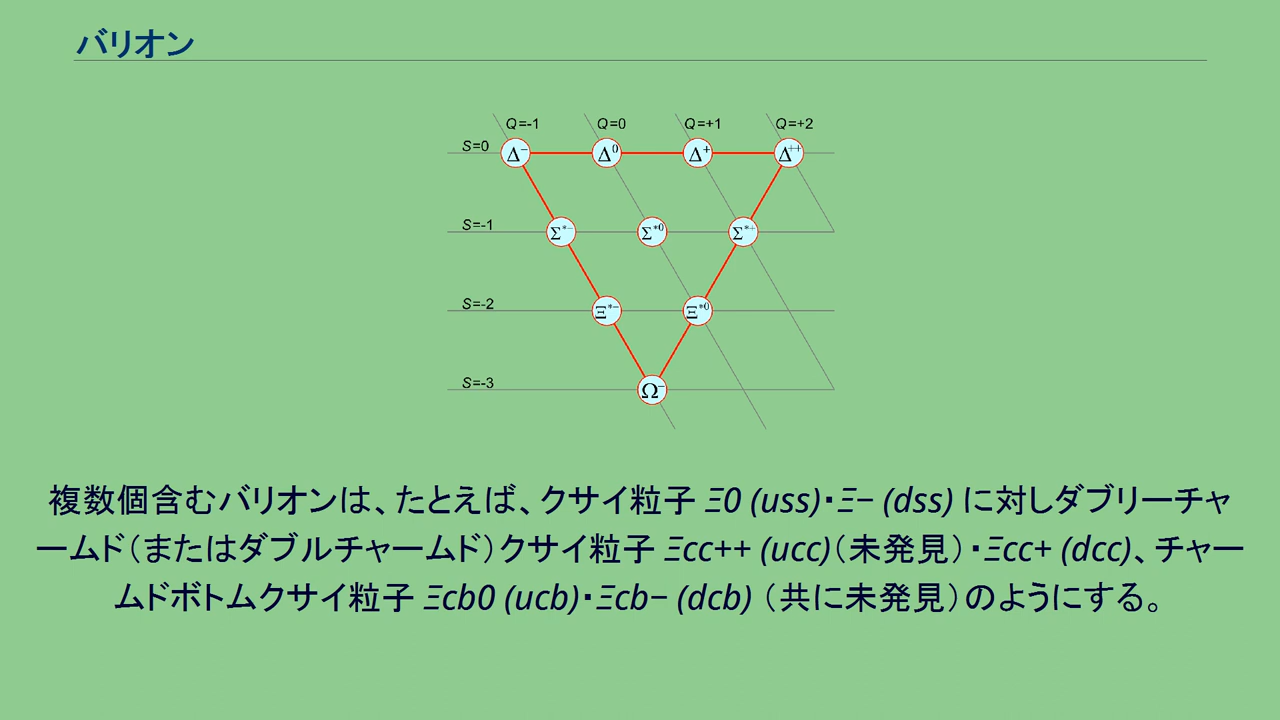 バリオン
Q=-1 Q=0 Q=+1 Q=+2
S=0 Δ⁻ Δ⁰ Δ⁺ Δ⁺⁺
S=-1 Σ*⁻ Σ*⁰ Σ*⁺
S=-2 Ξ*⁻ Ξ*⁰
S=-3 Ω⁻
複数個含むバリオンは、たとえば、クサイ粒子 Ξ0 (uss)・Ξ− (dss) に対しダブリーチャ
ームド（またはダブルチャームド）クサイ粒子 Ξcc++ (ucc)（未発見）・Ξcc+ (dcc)、チャー
ムドボトムクサイ粒子 Ξcb0 (ucb)・Ξcb− (dcb) （共に未発見）のようにする。